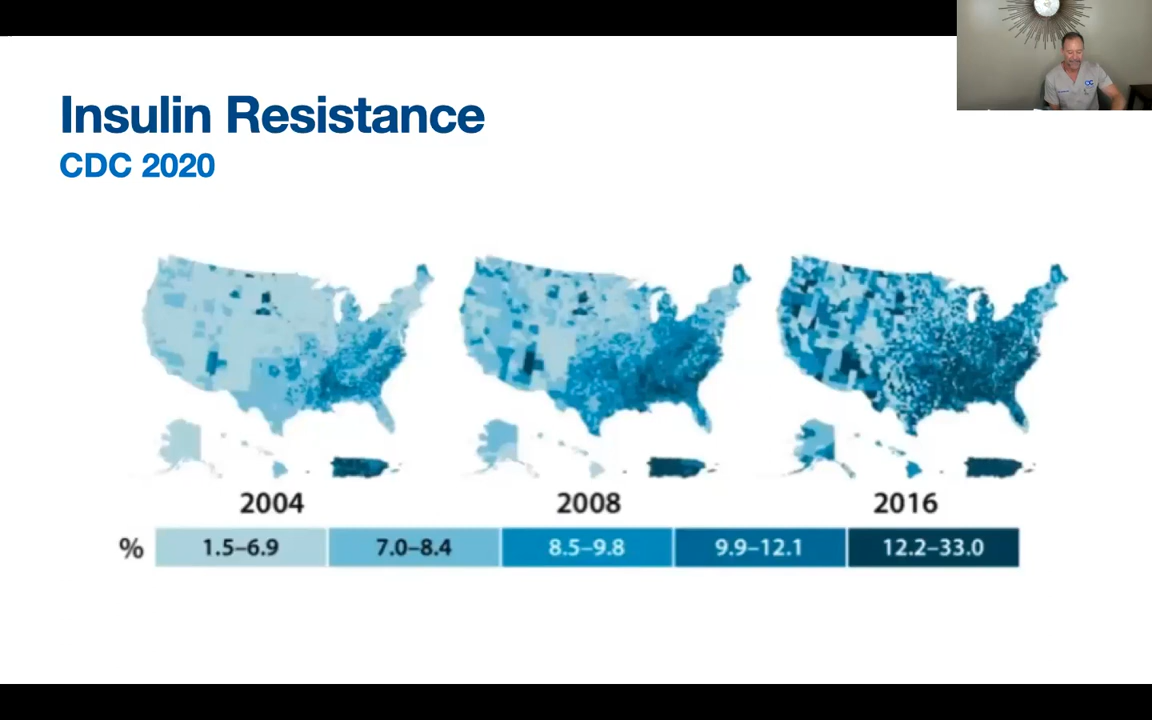 Insulin Resistance
CDC 2020
2004 2008 2016
% 1.5–6.9 7.0–8.4 8.5–9.8 9.9–12.1 12.2–33.0